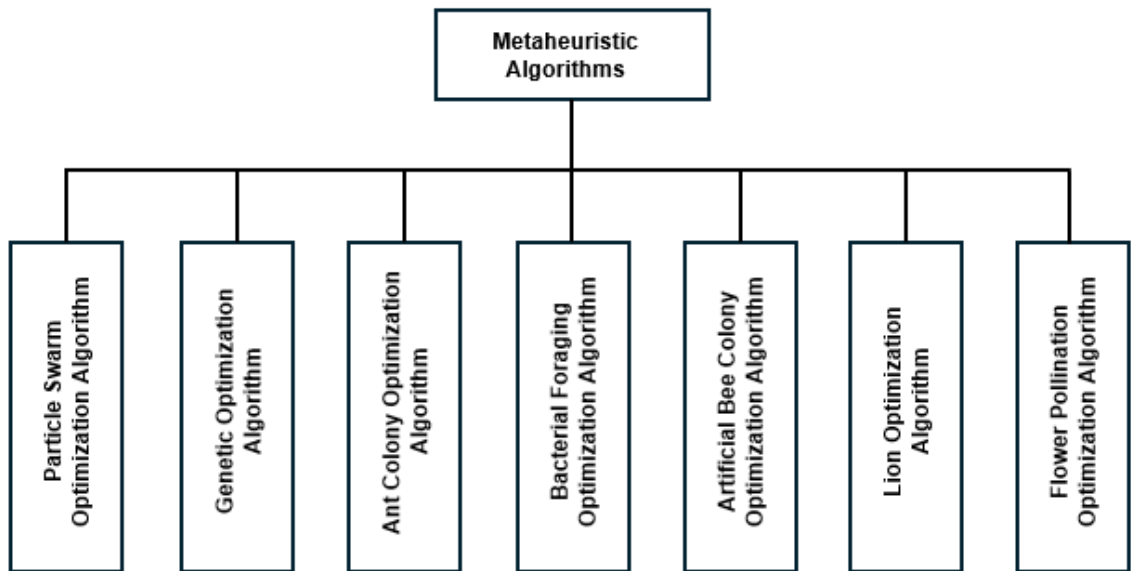 Metaheuristic
Algorithms
Particle Swarm
Optimization Algorithm
Genetic Optimization
Algorithm
Ant Colony Optimization
Algorithm
Bacterial Foraging
Optimization Algorithm
Artificial Bee Colony
Optimization Algorithm
Lion Optimization
Algorithm
Flower Pollination
Optimization Algorithm